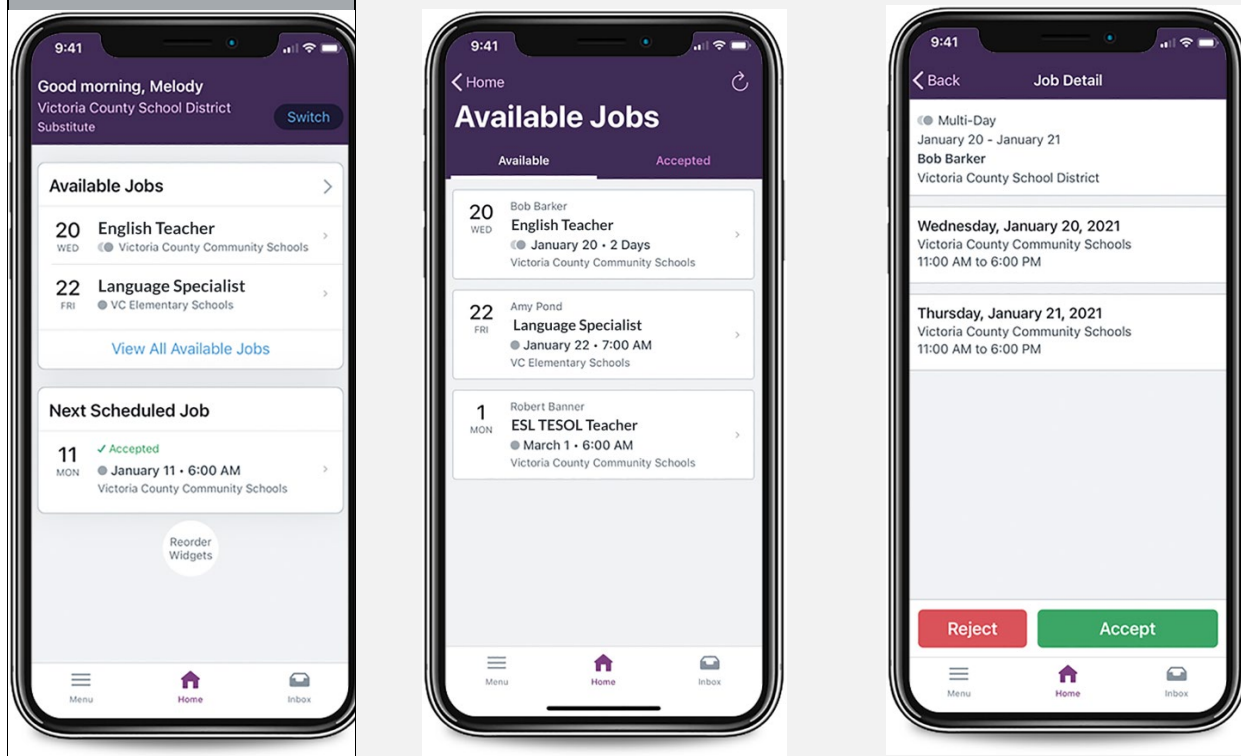 9:41
Good morning, Melody
Victoria County School District
Substitute
Switch
Available Jobs
20 English Teacher
WED Victoria County Community Schools
22 Language Specialist
FRI VC Elementary Schools
View All Available Jobs
Next Scheduled Job
✓ Accepted
11 January 11 • 6:00 AM
MON Victoria County Community Schools
Reorder
Widgets
Menu Home Inbox
9:41
Home
Available Jobs
Available Accepted
Bob Barker
20 English Teacher
WED January 20 • 2 Days
Victoria County Community Schools
Amy Pond
22 Language Specialist
FRI January 22 • 7:00 AM
VC Elementary Schools
Robert Banner
1 ESL TESOL Teacher
MON March 1 • 6:00 AM
Victoria County Community Schools
Menu Home Inbox
9:41
Back Job Detail
Multi-Day
January 20 - January 21
Bob Barker
Victoria County School District
Wednesday, January 20, 2021
Victoria County Community Schools
11:00 AM to 6:00 PM
Thursday, January 21, 2021
Victoria County Community Schools
11:00 AM to 6:00 PM
Reject Accept
Menu Home Inbox